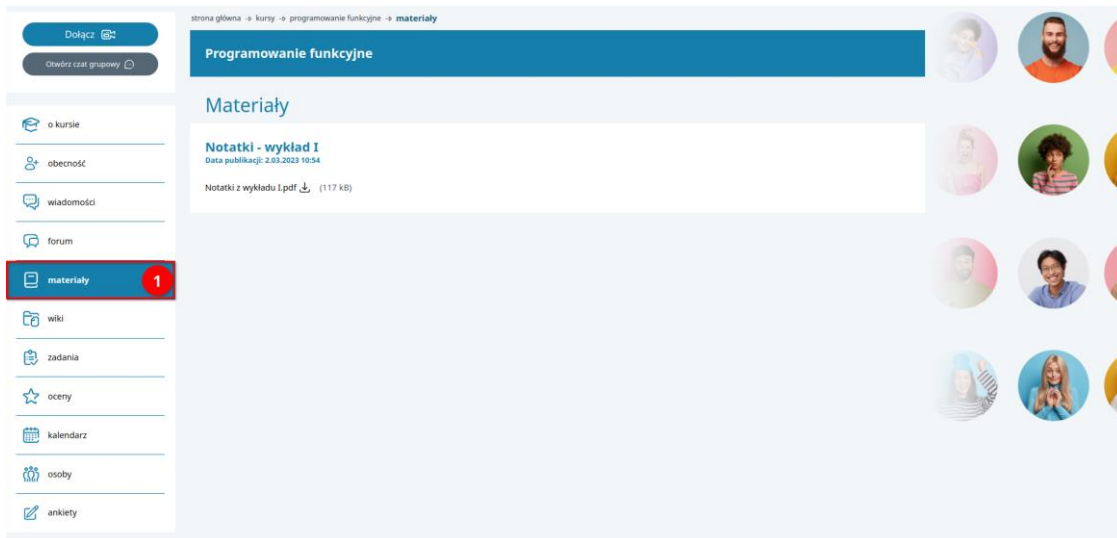 Dołącz
Otwórz czat grupowy
o kursie
obecność
wiadomości
forum
materiały
1
wiki
zadania
oceny
kalendarz
osoby
ankiety
strona główna → kursy → programowanie funkcyjne → materiały
Programowanie funkcyjne
Materiały
Notatki - wykład I
Data publikacji: 2.03.2023 10:54
Notatki z wykładu I.pdf (117 kB)